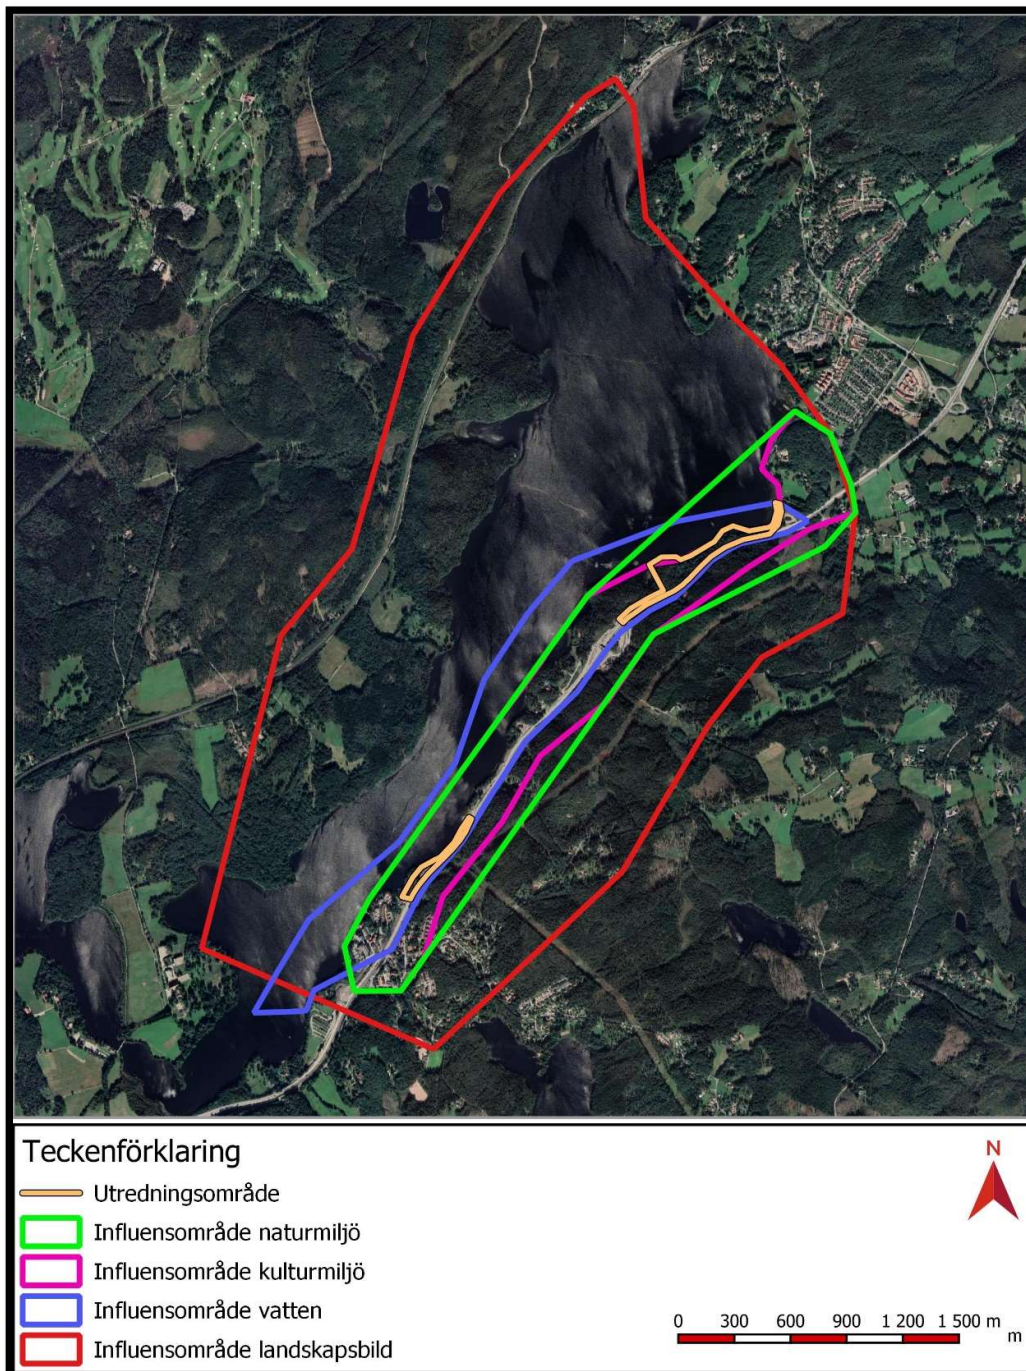 Teckenförklaring
Utredningsområde
Influensområde naturmiljö
Influensområde kulturmiljö
Influensområde vatten
Influensområde landskapsbild
N
0 300 600 900 1 200 1 500 m
m